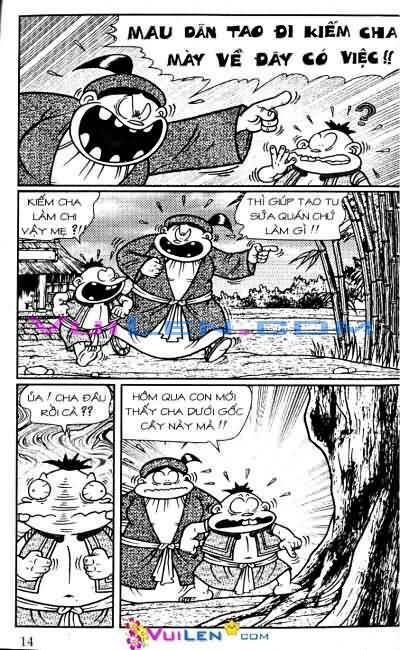 MAU DẪN TAO ĐI KIẾM CHA
MÀY VỀ ĐÂY CÓ VIỆC!!
?
KIẾM CHA
LÀM CHI
VẬY MẸ ?!!
THÌ GIÚP TAO TU
SỬA QUÁN CHỨ
LÀM GÌ !!
VUILEN.COM
ỦA ! CHA ĐÂU
RỒI CÀ ??
HÔM QUA CON MỚI
THẤY CHA DƯỚI GỐC
CÂY NÀY MÀ !!
14
VUILEN.COM